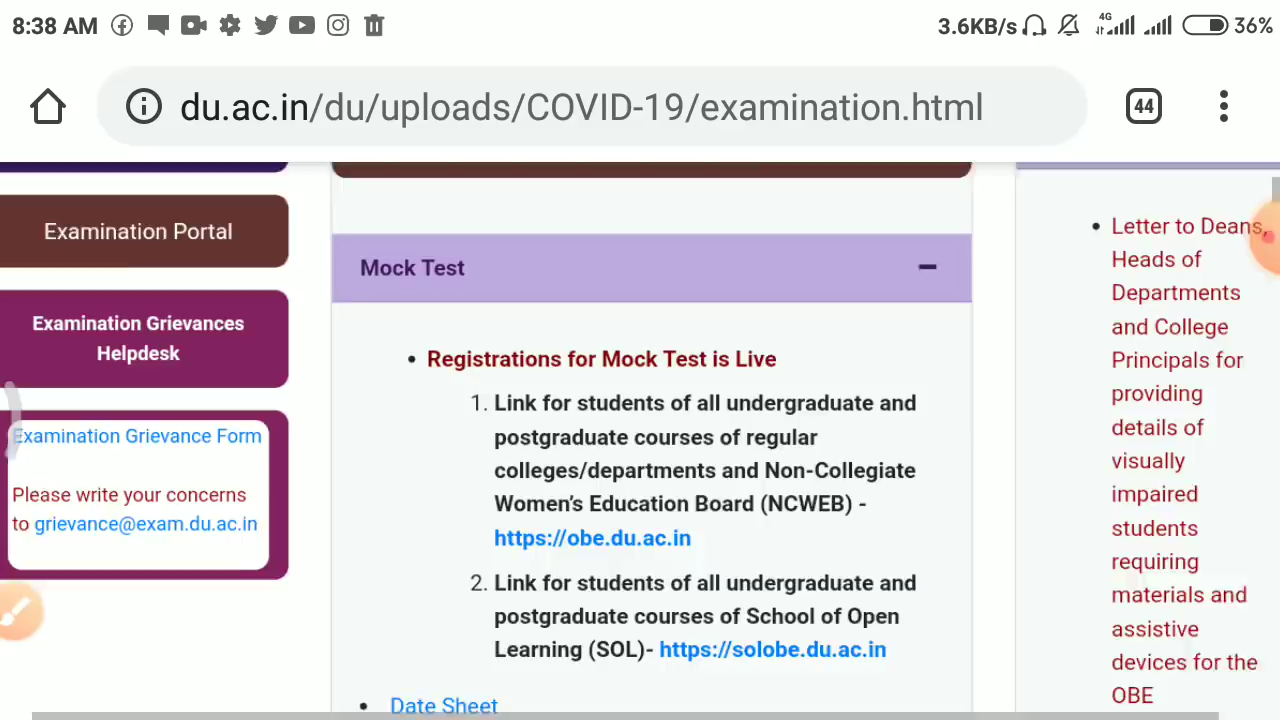 8:38 AM
3.6KB/s
4G
36%
du.ac.in/du/uploads/COVID-19/examination.html
44
Examination Portal
Examination Grievances
Helpdesk
Examination Grievance Form
Please write your concerns
to grievance@exam.du.ac.in
Mock Test
• Registrations for Mock Test is Live
1. Link for students of all undergraduate and
postgraduate courses of regular
colleges/departments and Non-Collegiate
Women's Education Board (NCWEB) -
https://obe.du.ac.in
2. Link for students of all undergraduate and
postgraduate courses of School of Open
Learning (SOL)- https://solobe.du.ac.in
• Date Sheet
• Letter to Deans,
Heads of
Departments
and College
Principals for
providing
details of
visually
impaired
students
requiring
materials and
assistive
devices for the
OBE